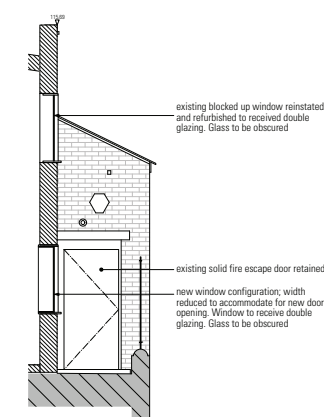 existing blocked up window reinstated
and refurbished to received double
glazing. Glass to be obscured
existing solid fire escape door retained
new window configuration; width
reduced to accommodate for new door
opening. Window to receive double
glazing. Glass to be obscured